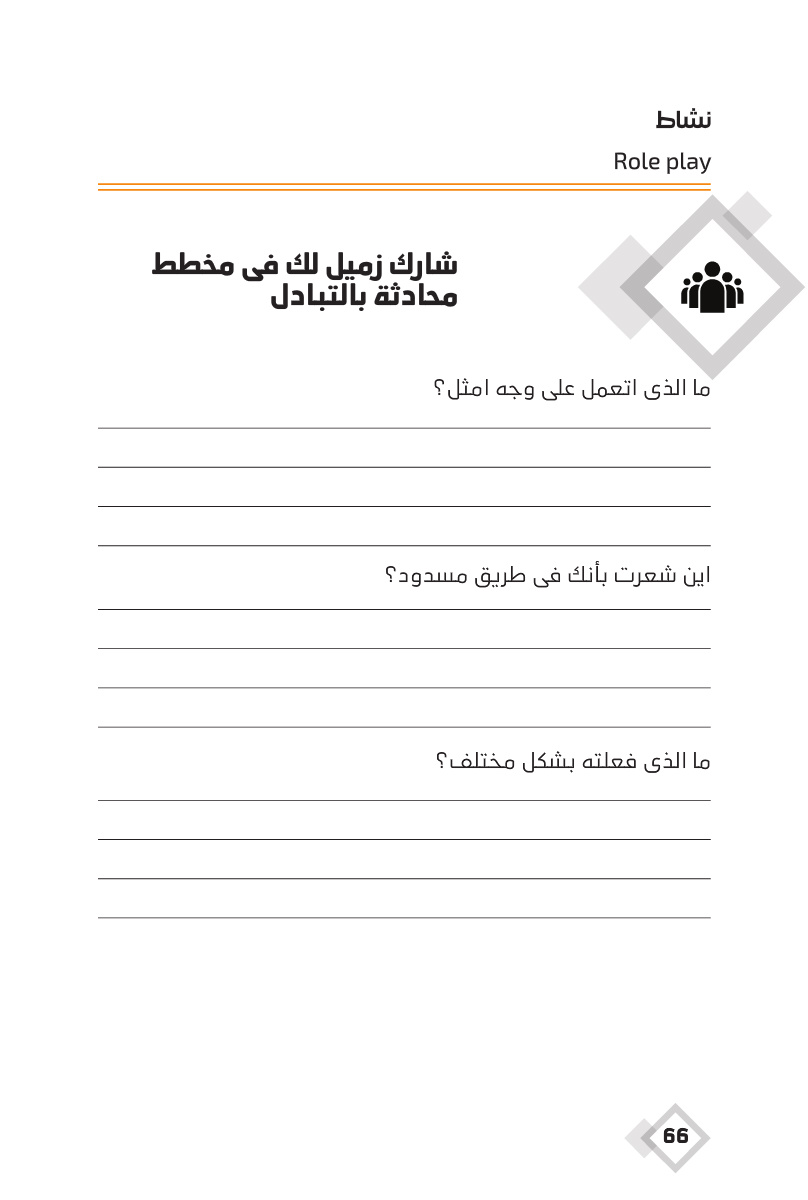 نشاط
Role play
شارك زميل لك فى مخطط
محادثة بالتبادل
ما الذى اتعمل على وجه امثل؟
اين شعرت بأنك فى طريق مسدود؟
ما الذى فعلته بشكل مختلف؟
66